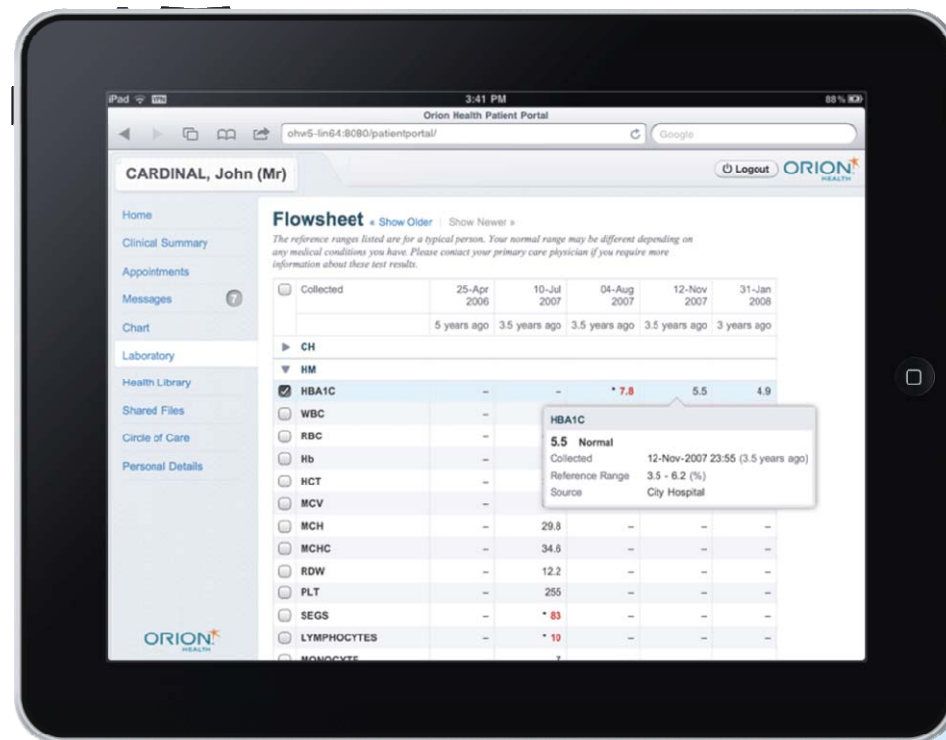 iPad VPN 3:41 PM 88%
Orion Health Patient Portal
ohw5-lin64:8080/patientportal/ Google
CARDINAL, John (Mr) Logout ORION HEALTH
Home
Clinical Summary
Appointments
Messages 7
Chart
Laboratory
Health Library
Shared Files
Circle of Care
Personal Details
ORION HEALTH
Flowsheet « Show Older | Show Newer »
The reference ranges listed are for a typical person. Your normal range may be different depending on
any medical conditions you have. Please contact your primary care physician if you require more
information about these test results.
Collected 25-Apr 2006 10-Jul 2007 04-Aug 2007 12-Nov 2007 31-Jan 2008
5 years ago 3.5 years ago 3.5 years ago 3.5 years ago 3 years ago
CH
HM
HBA1C – – * 7.8 5.5 4.9
WBC –
RBC –
Hb –
HCT –
MCV –
HBA1C
5.5 Normal
Collected 12-Nov-2007 23:55 (3.5 years ago)
Reference Range 3.5 - 6.2 (%)
Source City Hospital
MCH – 29.8 – – –
MCHC – 34.6 – – –
RDW – 12.2 – – –
PLT – 255 – – –
SEGS – * 83 – – –
LYMPHOCYTES – * 10 – – –
MONOCYTE 7